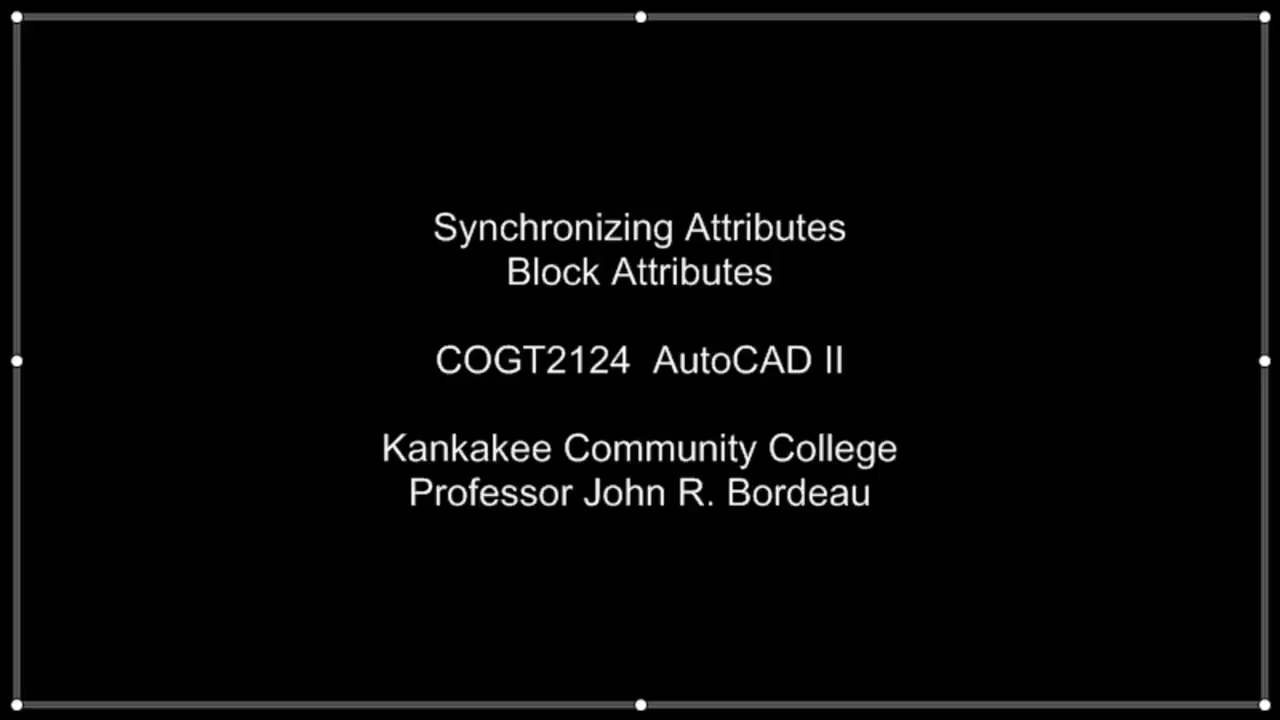 Synchronizing Attributes
Block Attributes
COGT2124  AutoCAD II
Kankakee Community College
Professor John R. Bordeau